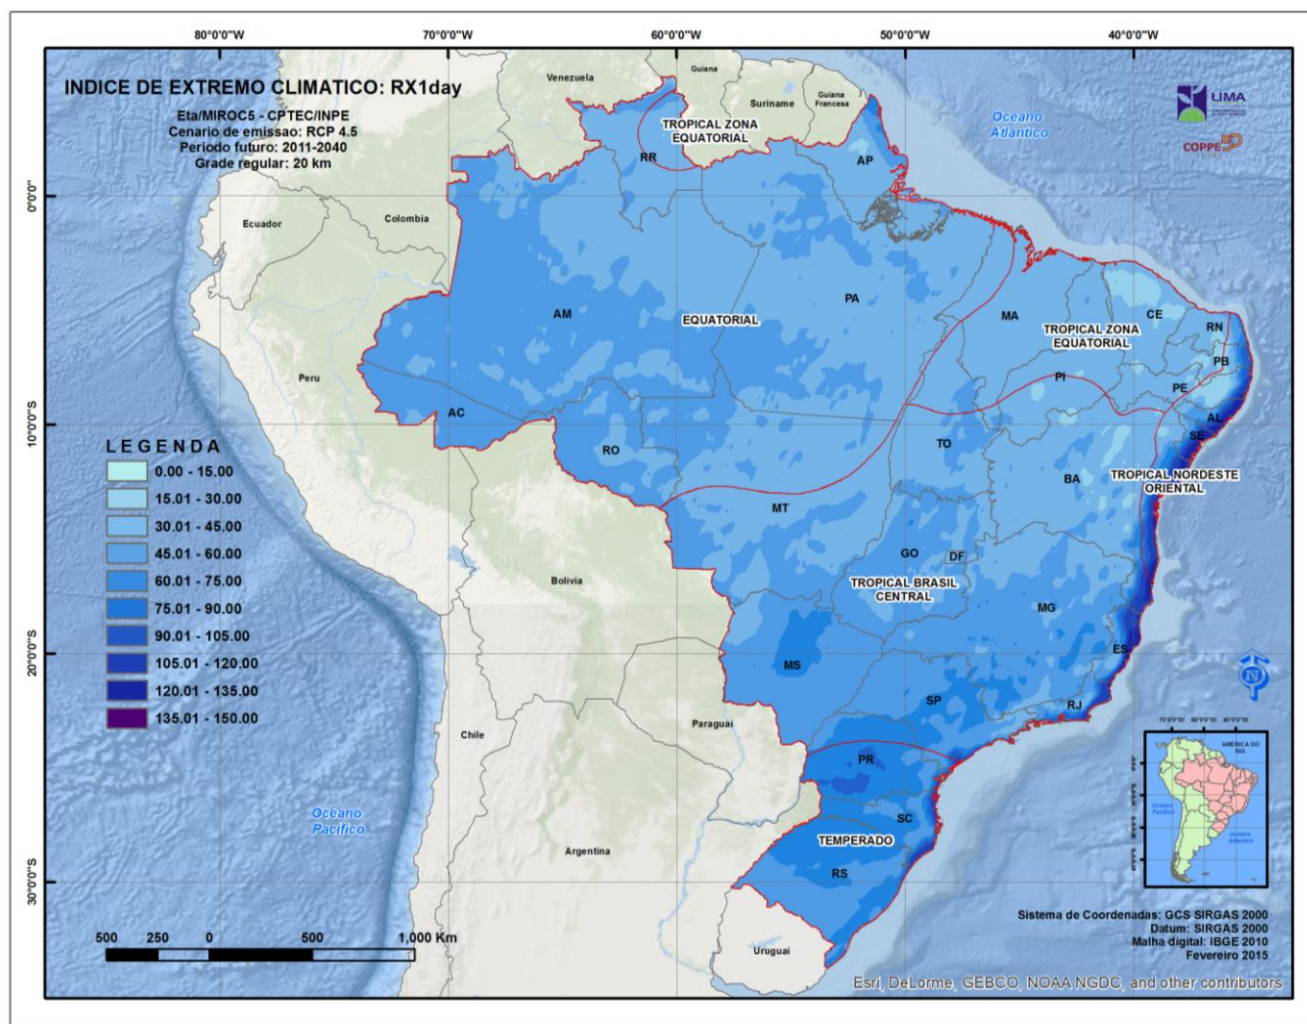 80°0'0"W
70°0'0"W
60°0'0"W
50°0'0"W
40°0'0"W
INDICE DE EXTREMO CLIMATICO: RX1day
Eta/MIROC5 - CPTEC/INPE
Cenario de emissao: RCP 4.5
Periodo futuro: 2011-2040
Grade regular: 20 km
Venezuela
Guiana
Suriname
Guiana
Francesa
Oceano
Atlantico
LIMA
COPPE
TROPICAL ZONA
EQUATORIAL
RR
AP
0°0'0"
Ecuador
Colombia
AM
PA
EQUATORIAL
MA
CE
RN
TROPICAL ZONA
EQUATORIAL
PB
Peru
PI
PE
AC
AL
10°0'0"S
SE
RO
TO
BA
TROPICAL NORDESTE
ORIENTAL
MT
GO
DF
Bolivia
TROPICAL BRASIL
CENTRAL
MG
LEGENDA
0.00 - 15.00
15.01 - 30.00
30.01 - 45.00
45.01 - 60.00
60.01 - 75.00
75.01 - 90.00
90.01 - 105.00
105.01 - 120.00
120.01 - 135.00
135.01 - 150.00
20°0'0"S
MS
ES
N
SP
RJ
Paraguai
Chile
PR
SC
Oceano
Pacifico
TEMPERADO
Argentina
RS
30°0'0"S
Uruguai
500
250
0
500
1,000 Km
AMERICA DO
SUL
Oceano
Pacifico
Oceano
Atlantico
Sistema de Coordenadas: GCS SIRGAS 2000
Datum: SIRGAS 2000
Malha digital: IBGE 2010
Fevereiro 2015
Esri, DeLorme, GEBCO, NOAA NGDC, and other contributors